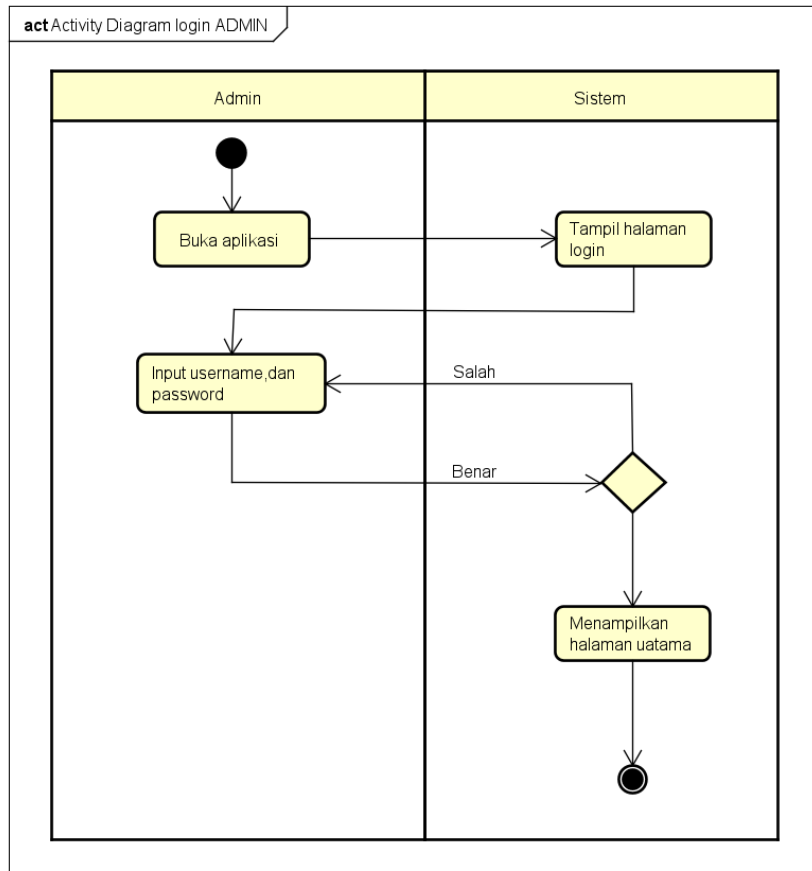 act Activity Diagram login ADMIN
Admin
Sistem
Buka aplikasi
Tampil halaman
login
Input username,dan
password
Salah
Benar
Menampilkan
halaman uatama